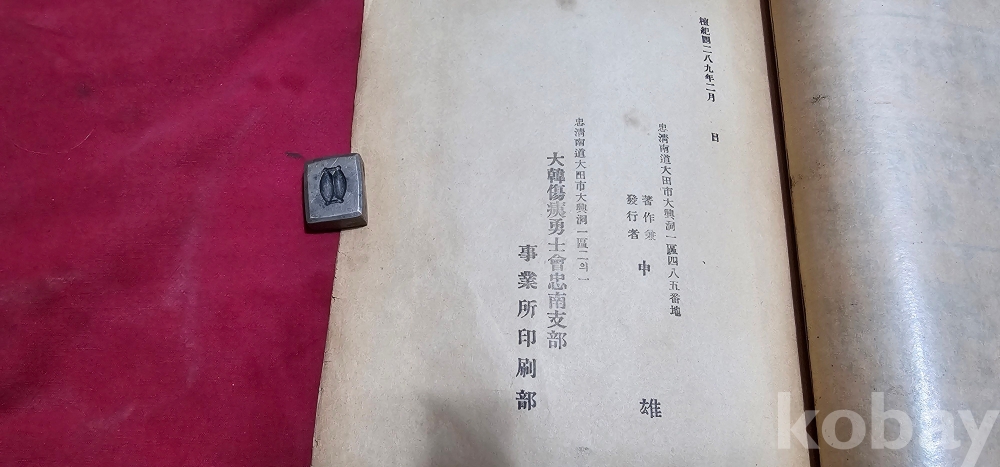 檀紀四二八九年二月 日
忠淸南道大田市大興洞一區四八五番地
著作兼
發行者
申 雄
忠淸南道大田市大興洞一區二의一
大韓傷痍勇士會忠南支部
事業所印刷部
kobay